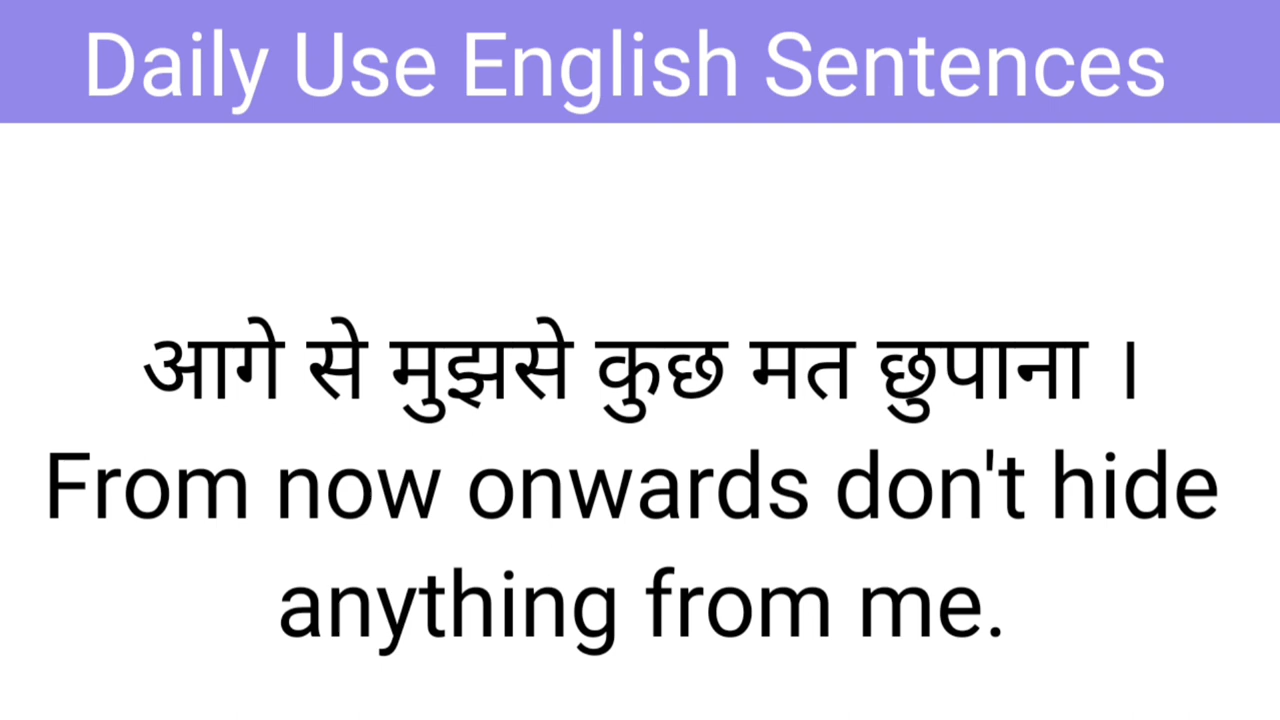 Daily Use English Sentences
आगे से मुझसे कुछ मत छुपाना ।
From now onwards don't hide
anything from me.